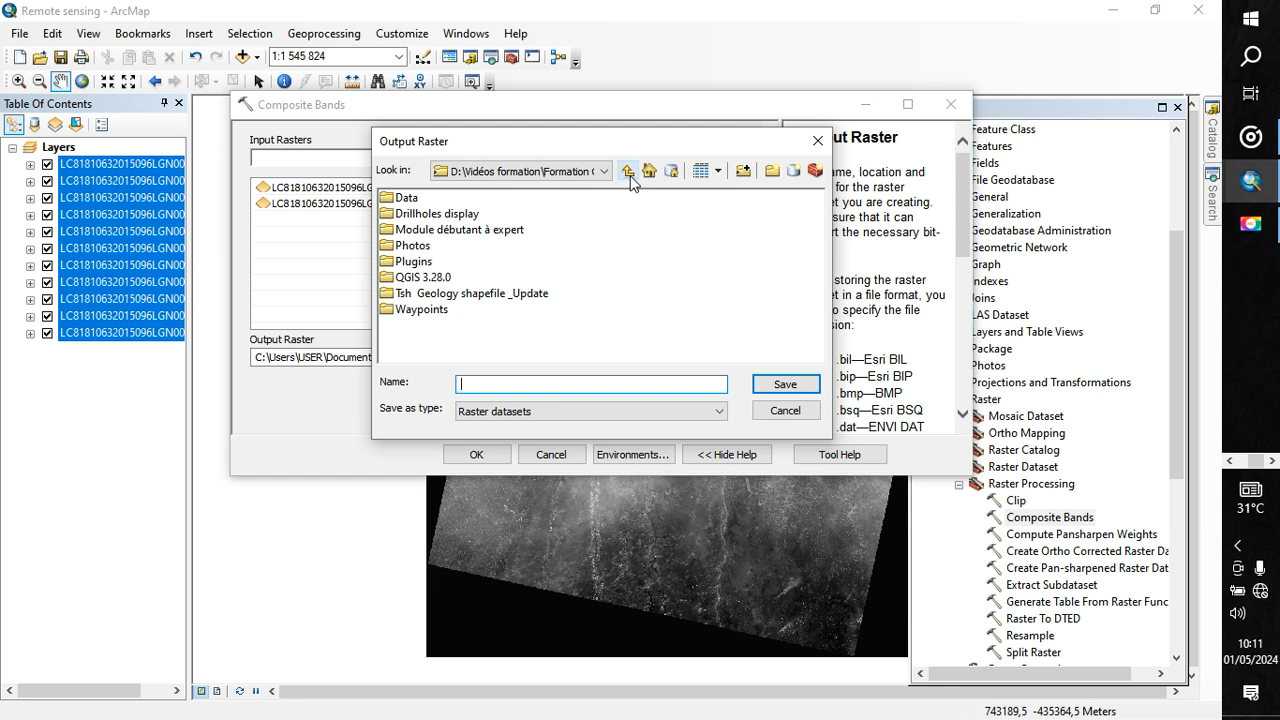 Remote sensing - ArcMap
File Edit View Bookmarks Insert Selection Geoprocessing Customize Windows Help
1:1 545 824
Table Of Contents
Layers
LC81810632015096LGN00
LC81810632015096LGN00
LC81810632015096LGN00
LC81810632015096LGN00
LC81810632015096LGN00
LC81810632015096LGN00
LC81810632015096LGN00
LC81810632015096LGN00
LC81810632015096LGN00
LC81810632015096LGN00
LC81810632015096LGN00
Composite Bands
Input Rasters
LC81810632015096LG
LC81810632015096LG
Output Raster
C:\Users\USER\Document
Output Raster
Look in:
D:\Vidéos formation\Formation
Data
Drillholes display
Module débutant à expert
Photos
Plugins
QGIS 3.28.0
Tsh Geology shapefile _Update
Waypoints
Name:
Save
Save as type:
Raster datasets
Cancel
ut Raster
me, location and
for the raster
t you are creating.
sure that it can
rt the necessary bit-
storing the raster
et in a file format, you
o specify the file
sion:
.bil—Esri BIL
.bip—Esri BIP
.bmp—BMP
.bsq—Esri BSQ
.dat—ENVI DAT
OK
Cancel
Environments...
<< Hide Help
Tool Help
Feature Class
Features
Fields
File Geodatabase
General
Generalization
Geodatabase Administration
Geometric Network
Graph
Indexes
Joins
LAS Dataset
Layers and Table Views
Package
Photos
Projections and Transformations
Raster
Mosaic Dataset
Ortho Mapping
Raster Catalog
Raster Dataset
Raster Processing
Clip
Composite Bands
Compute Pansharpen Weights
Create Ortho Corrected Raster Da
Create Pan-sharpened Raster Dat
Extract Subdataset
Generate Table From Raster Func
Raster To DTED
Resample
Split Raster
Catalog
Search
31°C
10:11
01/05/2024
743189,5 -435364,5 Meters